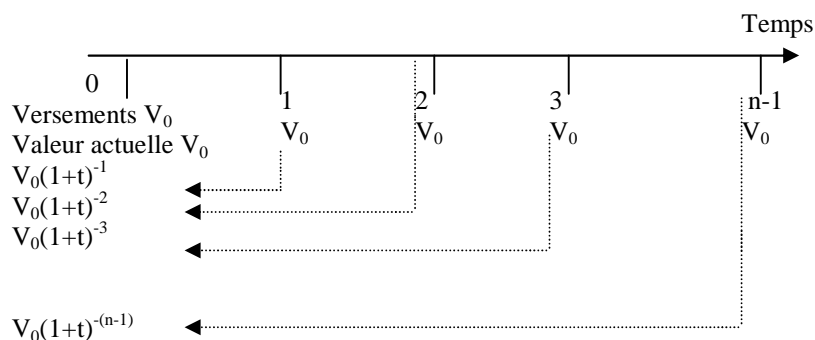 Temps
0 1 2 3 n-1
Versements V₀ V₀ V₀ V₀ V₀
Valeur actuelle V₀
V₀(1+t)⁻¹
V₀(1+t)⁻²
V₀(1+t)⁻³
V₀(1+t)⁻⁽ⁿ⁻¹⁾